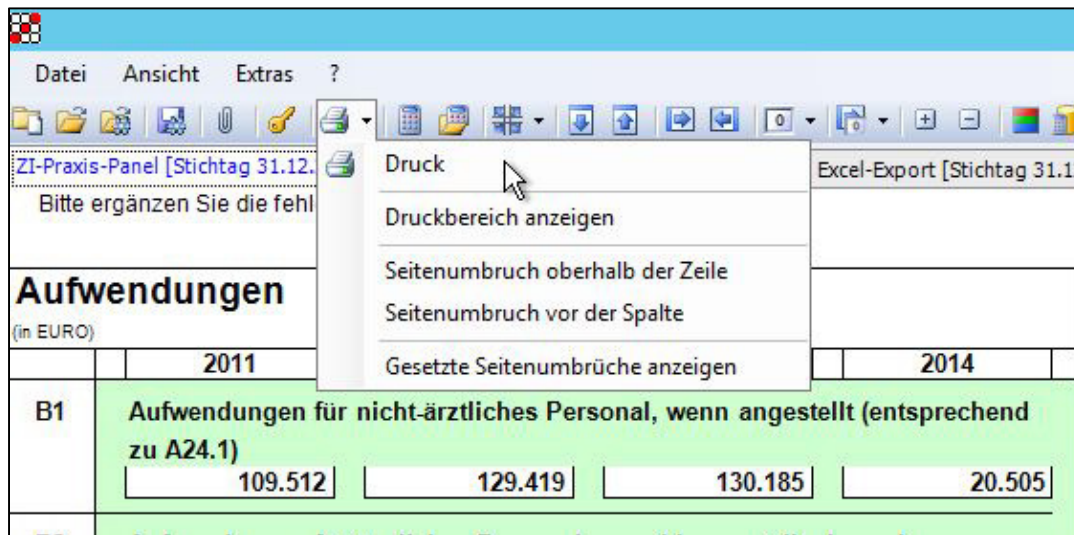 Datei Ansicht Extras ?
0
ZI-Praxis-Panel [Stichtag 31.12.
Excel-Export [Stichtag 31.1
Druck
Bitte ergänzen Sie die fehl
Druckbereich anzeigen
Seitenumbruch oberhalb der Zeile
Seitenumbruch vor der Spalte
Gesetzte Seitenumbrüche anzeigen
Aufwendungen
(in EURO)
2011 2014
B1 Aufwendungen für nicht-ärztliches Personal, wenn angestellt (entsprechend
zu A24.1)
109.512 129.419 130.185 20.505